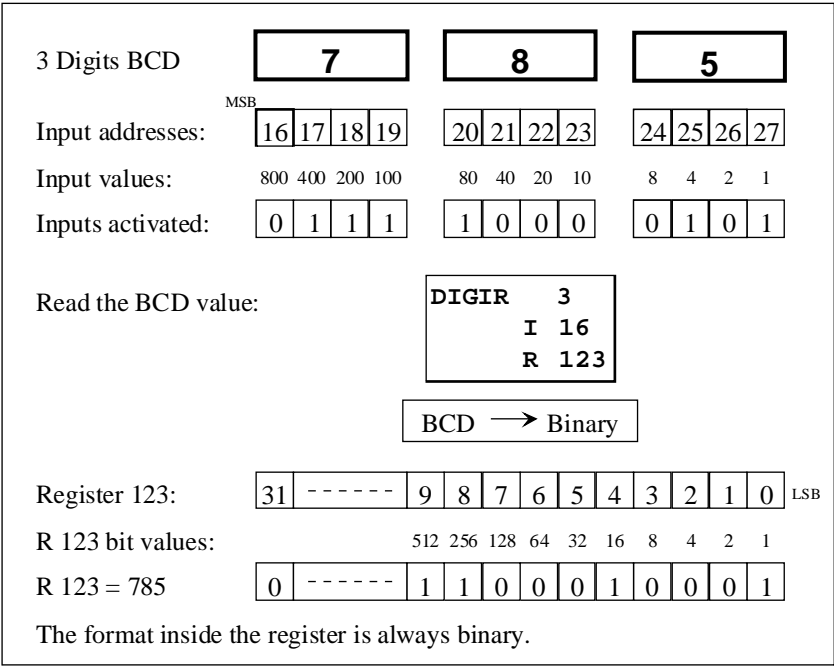 3 Digits BCD 7 8 5
MSB
Input addresses: 16 17 18 19 20 21 22 23 24 25 26 27
Input values: 800 400 200 100 80 40 20 10 8 4 2 1
Inputs activated: 0 1 1 1 1 0 0 0 0 1 0 1
Read the BCD value: DIGIR 3
I 16
R 123
BCD → Binary
Register 123: 31 ------ 9 8 7 6 5 4 3 2 1 0 LSB
R 123 bit values: 512 256 128 64 32 16 8 4 2 1
R 123 = 785 0 ------ 1 1 0 0 0 1 0 0 0 1
The format inside the register is always binary.